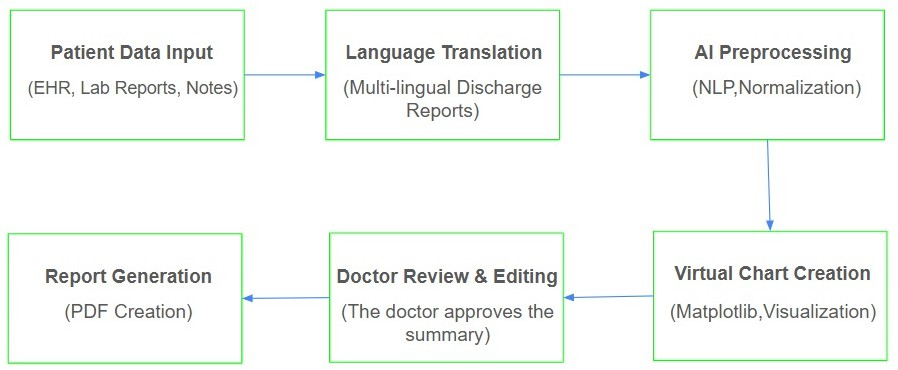 Patient Data Input
(EHR, Lab Reports, Notes)
Language Translation
(Multi-lingual Discharge
Reports)
AI Preprocessing
(NLP,Normalization)
Virtual Chart Creation
(Matplotlib,Visualization)
Doctor Review & Editing
(The doctor approves the
summary)
Report Generation
(PDF Creation)